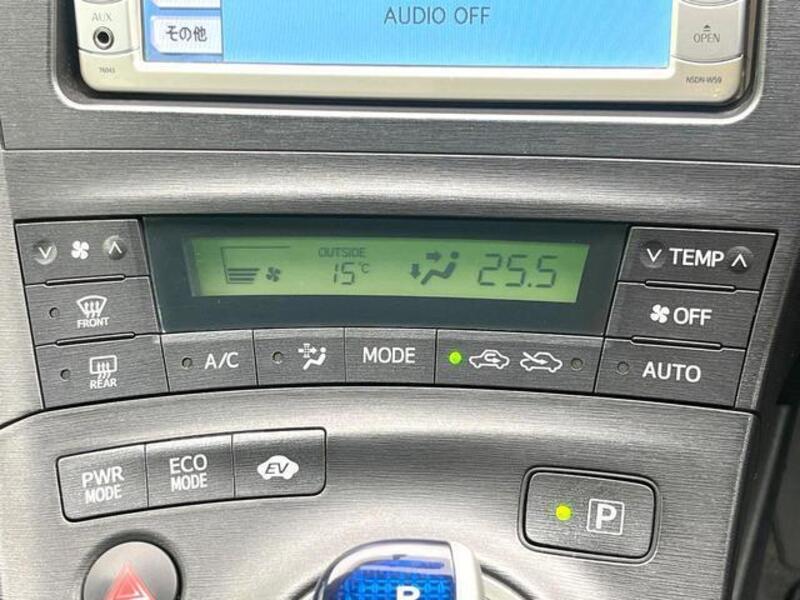 AUX
その他
AUDIO OFF
OPEN
76043
NSDN-W59
OUTSIDE
15°C
25.5
TEMP
FRONT
OFF
REAR
A/C
MODE
AUTO
PWR
MODE
ECO
MODE
EV
P
P